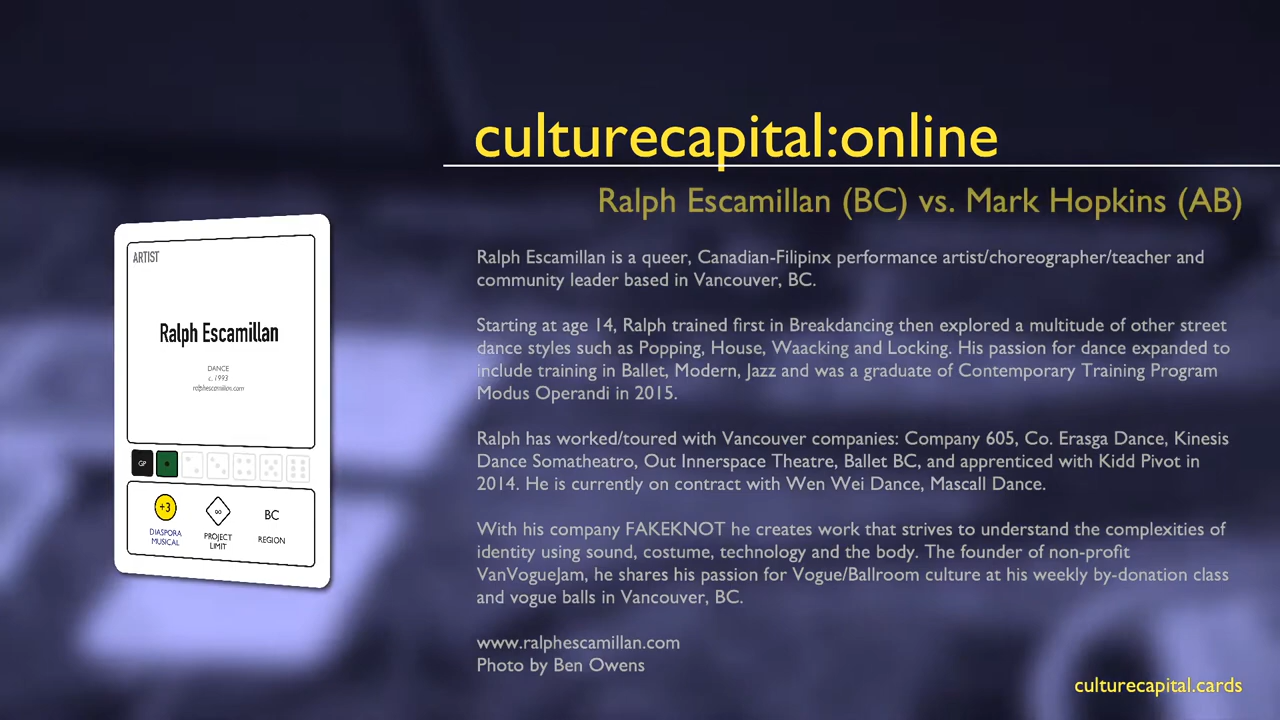 culturecapital:online
Ralph Escamillan (BC) vs. Mark Hopkins (AB)
ARTIST
Ralph Escamillan
DANCE
c. 1993
ralphescamillan.com
GP
+3
∞
BC
DIASPORA
MUSICAL
PROJECT
LIMIT
REGION
Ralph Escamillan is a queer, Canadian-Filipinx performance artist/choreographer/teacher and
community leader based in Vancouver, BC.
Starting at age 14, Ralph trained first in Breakdancing then explored a multitude of other street
dance styles such as Popping, House, Waacking and Locking. His passion for dance expanded to
include training in Ballet, Modern, Jazz and was a graduate of Contemporary Training Program
Modus Operandi in 2015.
Ralph has worked/toured with Vancouver companies: Company 605, Co. Erasga Dance, Kinesis
Dance Somatheatro, Out Innerspace Theatre, Ballet BC, and apprenticed with Kidd Pivot in
2014. He is currently on contract with Wen Wei Dance, Mascall Dance.
With his company FAKEKNOT he creates work that strives to understand the complexities of
identity using sound, costume, technology and the body. The founder of non-profit
VanVogueJam, he shares his passion for Vogue/Ballroom culture at his weekly by-donation class
and vogue balls in Vancouver, BC.
www.ralphescamillan.com
Photo by Ben Owens
culturecapital.cards